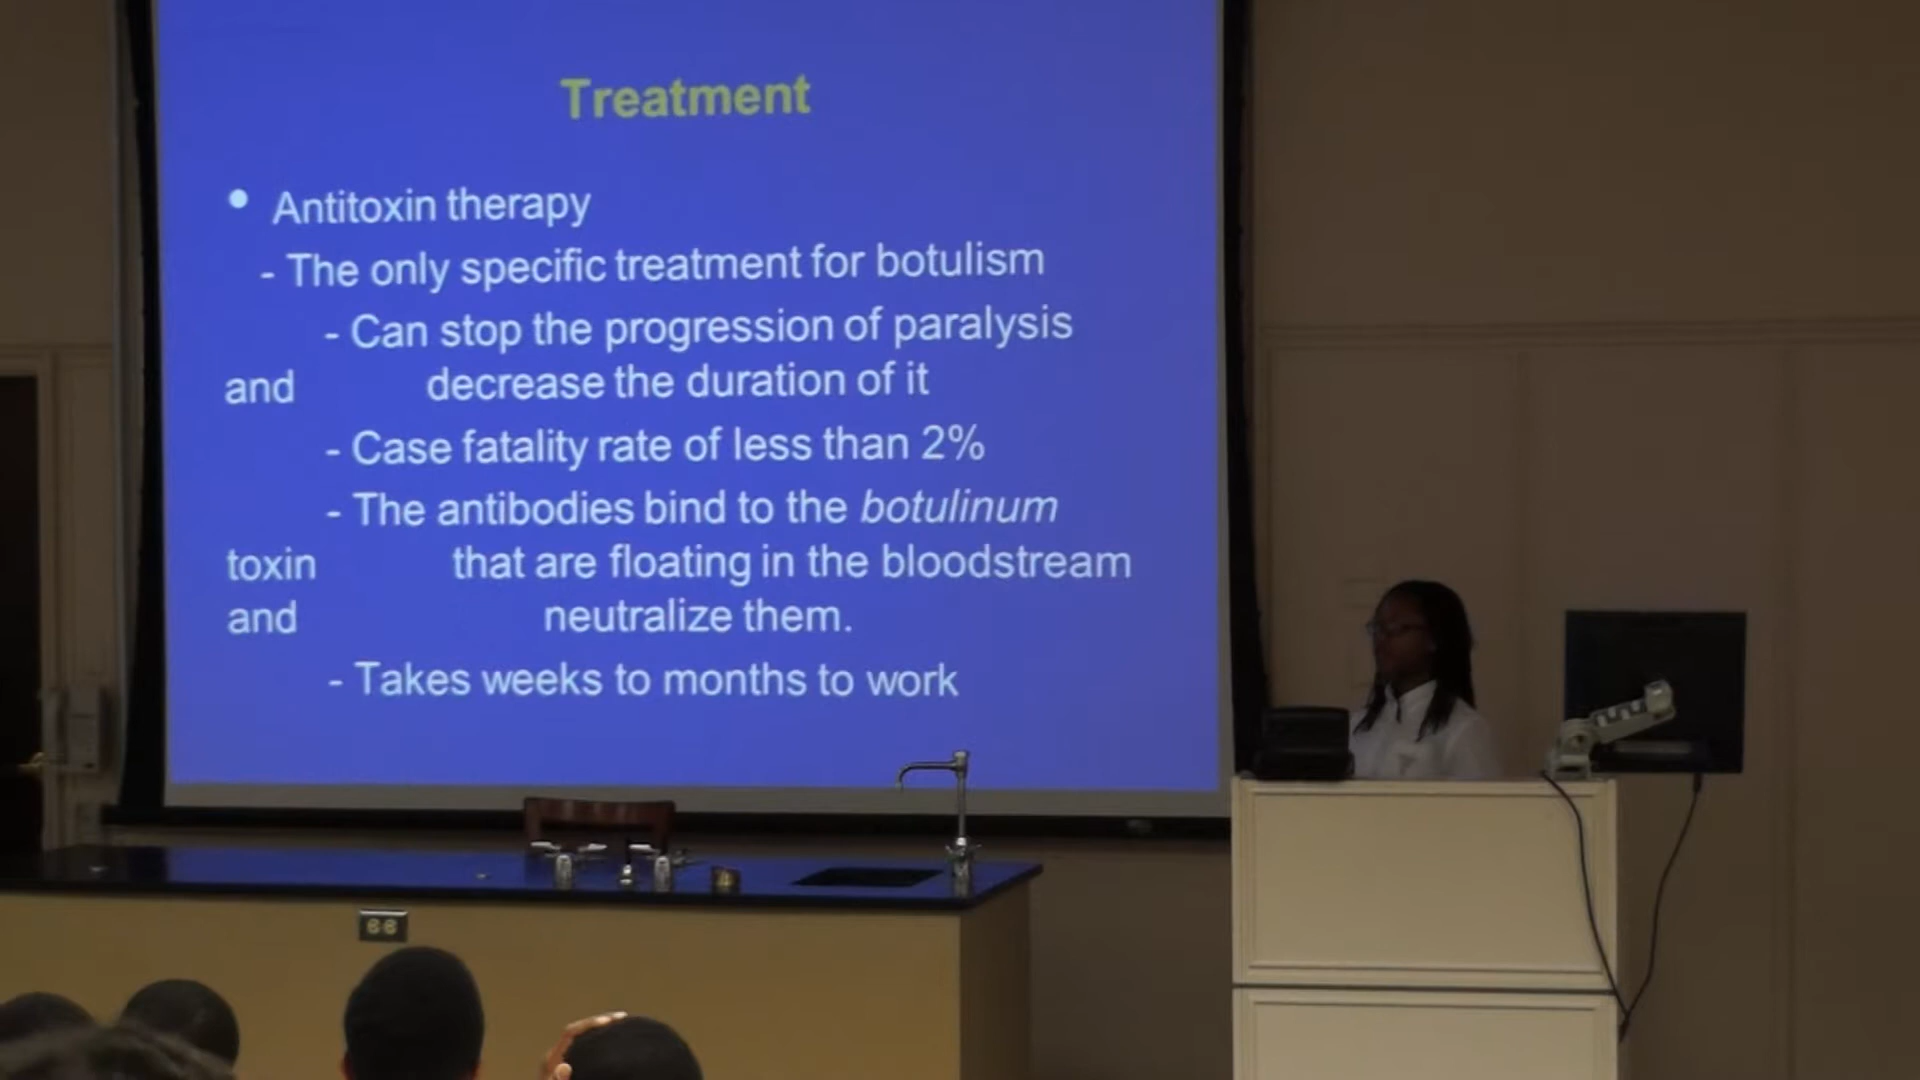 Treatment
• Antitoxin therapy
- The only specific treatment for botulism
- Can stop the progression of paralysis
and decrease the duration of it
- Case fatality rate of less than 2%
- The antibodies bind to the botulinum
toxin that are floating in the bloodstream
and neutralize them.
- Takes weeks to months to work